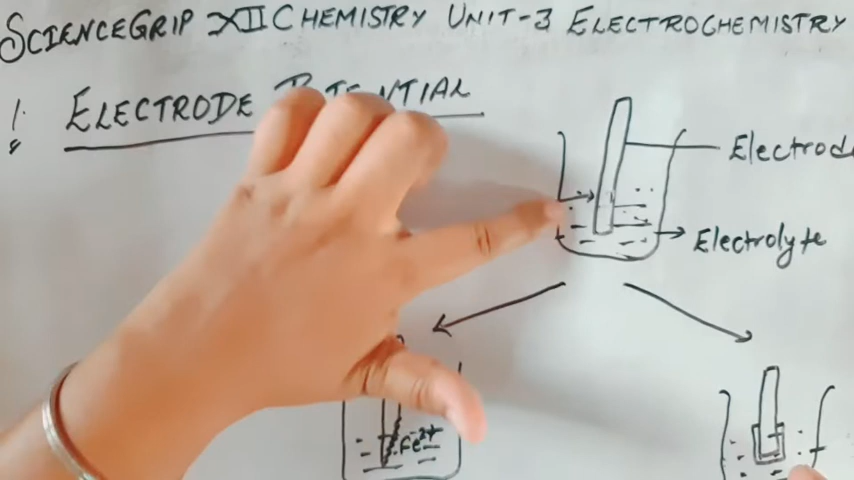 SCIENCEGRIP XII CHEMISTRY UNIT-3 ELECTROCHEMISTRY
1. ELECTRODE
Electrod
Electrolyte
Fe2+